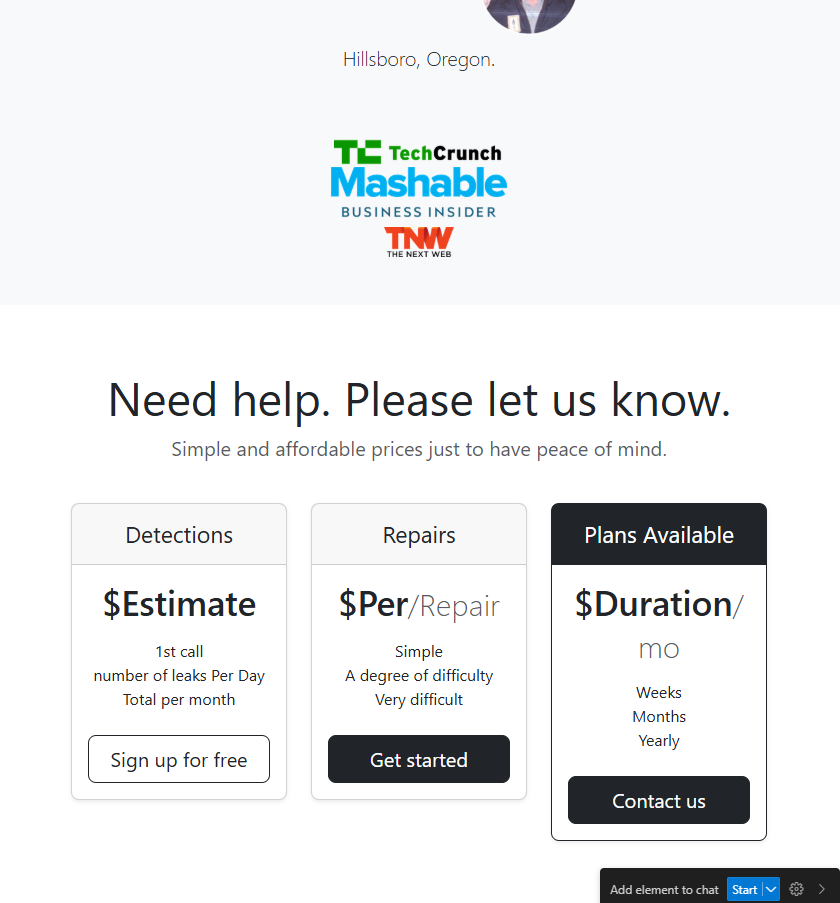 Hillsboro, Oregon.
TC TechCrunch
Mashable
BUSINESS INSIDER
TNW
THE NEXT WEB
Need help. Please let us know.
Simple and affordable prices just to have peace of mind.
Detections
$Estimate
1st call
number of leaks Per Day
Total per month
Sign up for free
Repairs
$Per/Repair
Simple
A degree of difficulty
Very difficult
Get started
Plans Available
$Duration/
mo
Weeks
Months
Yearly
Contact us
Add element to chat Start